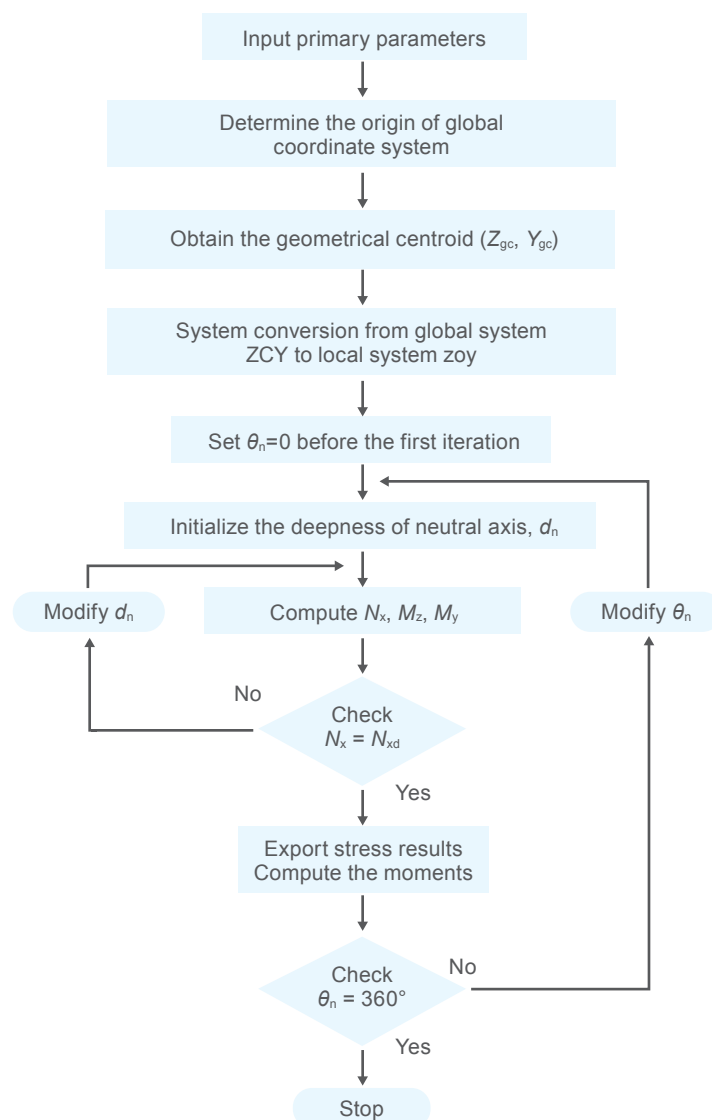 Input primary parameters
Determine the origin of global
coordinate system
Obtain the geometrical centroid (Zgc, Ygc)
System conversion from global system
ZCY to local system zoy
Set θn=0 before the first iteration
Initialize the deepness of neutral axis, dn
Modify dn
Compute Nx, Mz, My
Modify θn
No
Check
Nx = Nxd
Yes
Export stress results
Compute the moments
No
Check
θn = 360°
Yes
Stop